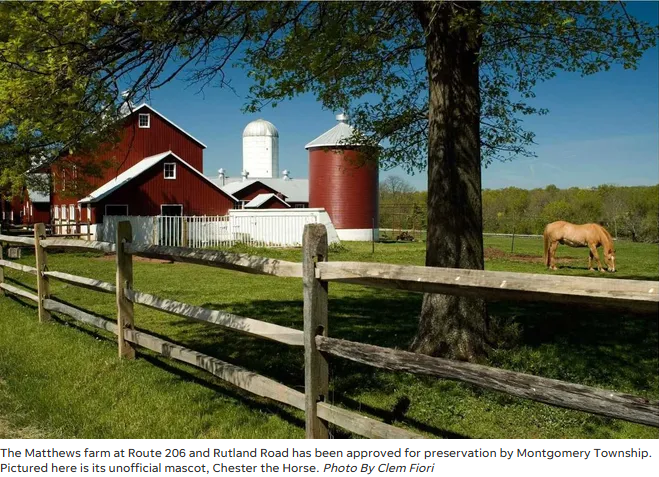 The Matthews farm at Route 206 and Rutland Road has been approved for preservation by Montgomery Township.
Pictured here is its unofficial mascot, Chester the Horse. Photo By Clem Fiori